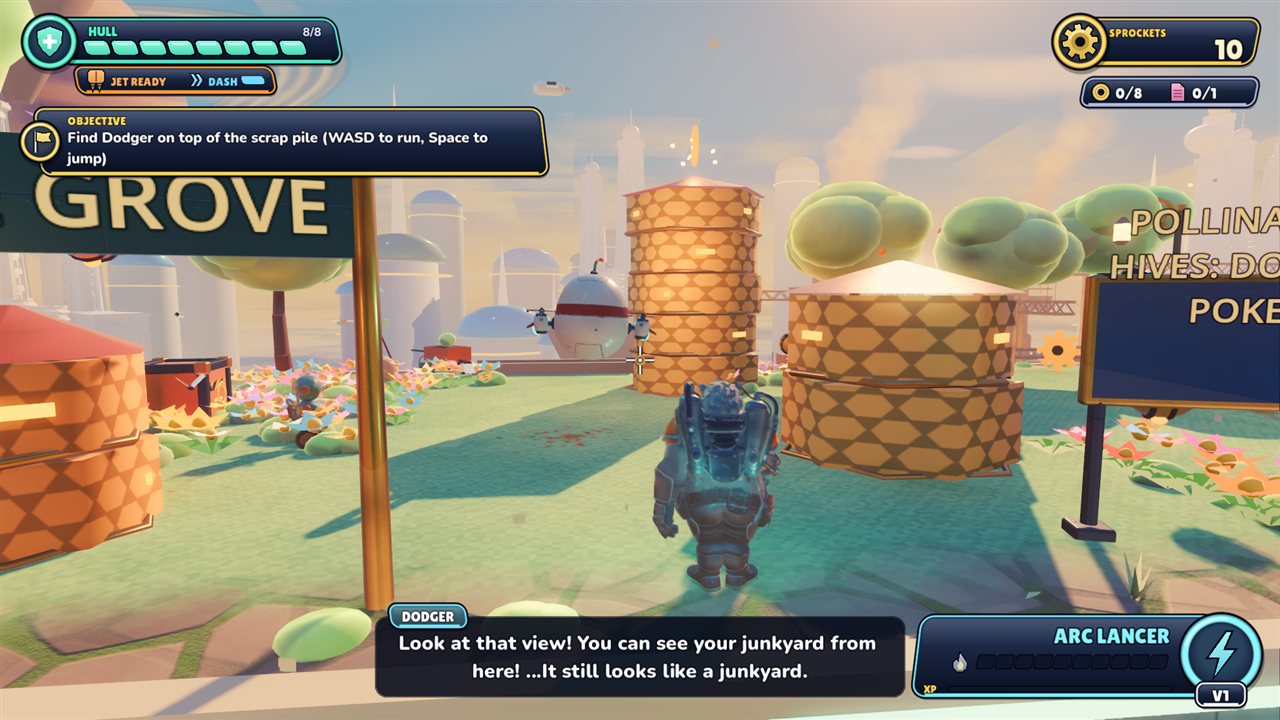 HULL
8/8
JET READY
DASH
SPROCKETS
10
0/8
0/1
OBJECTIVE
Find Dodger on top of the scrap pile (WASD to run, Space to
jump)
GROVE
POLLINA
HIVES: DO
POKE
DODGER
Look at that view! You can see your junkyard from
here! ...It still looks like a junkyard.
ARC LANCER
XP
V1